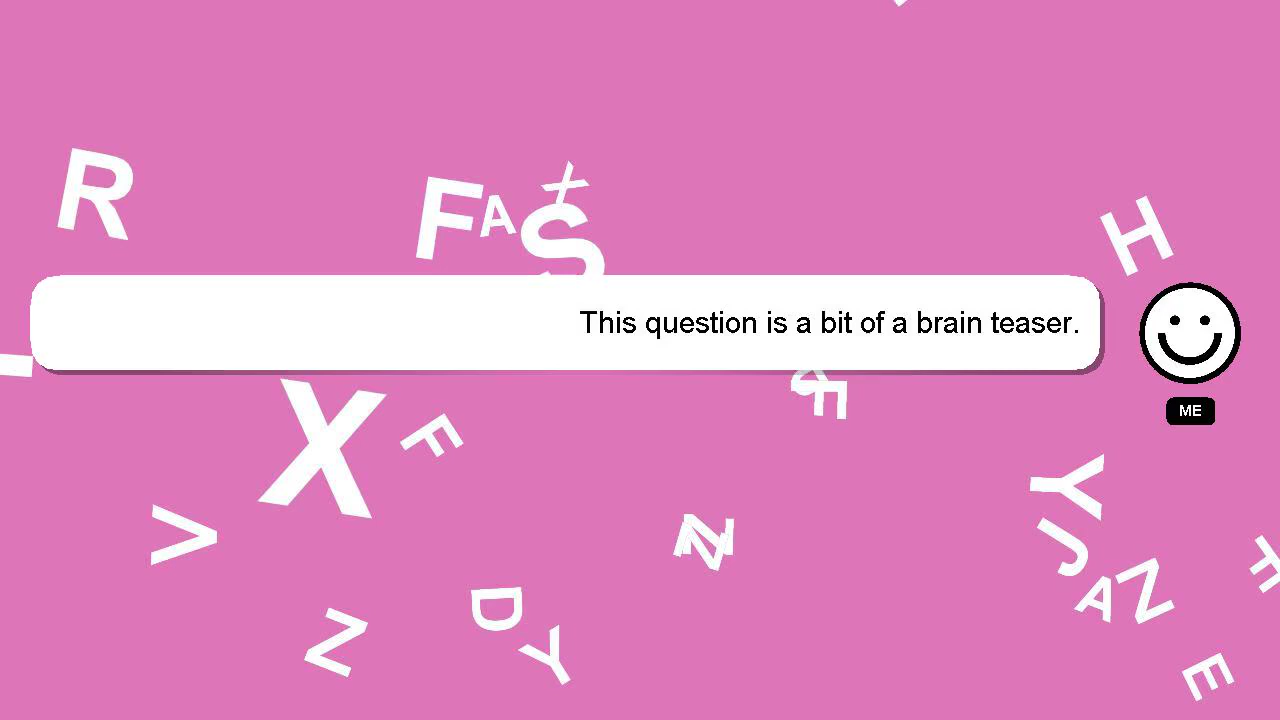 R
F
A
X
S
H
This question is a bit of a brain teaser.
ME
F
X
F
Y
V
N
J
D
A
Z
Y
Z
E
F